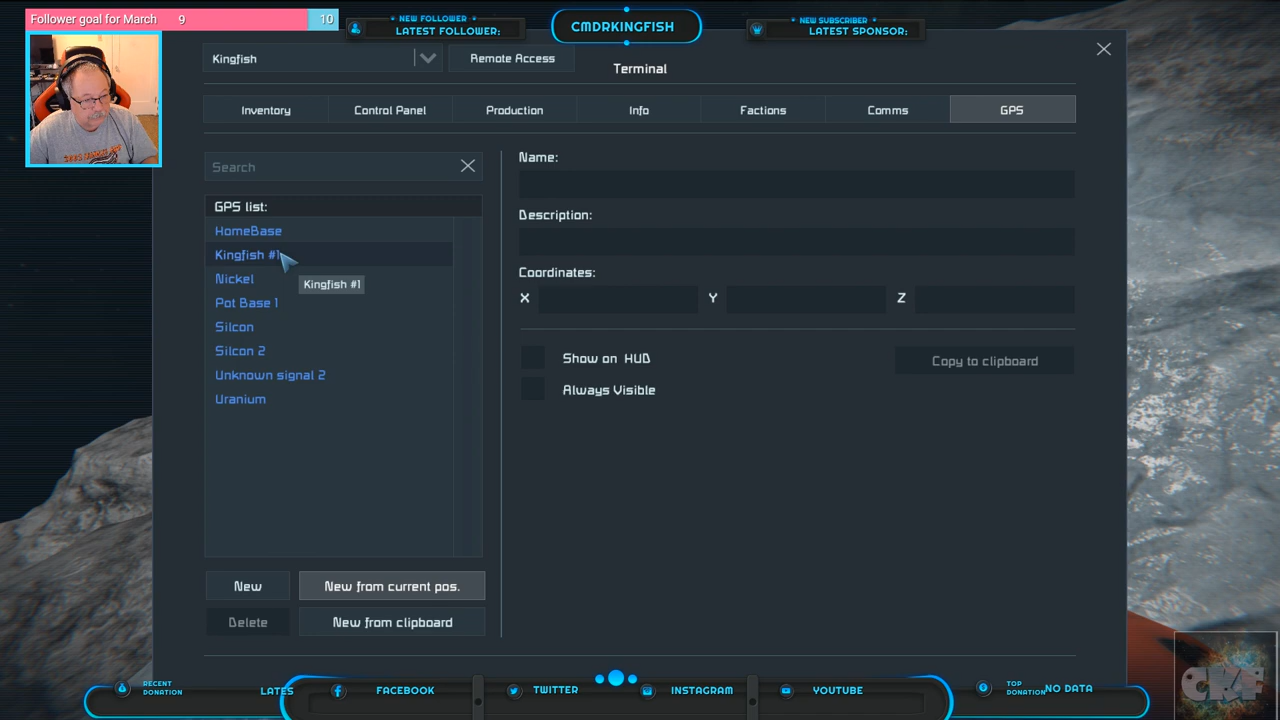 Follower goal for March 9 10
NEW FOLLOWER
LATEST FOLLOWER:
CMDRKINGFISH
NEW SUBSCRIBER
LATEST SPONSOR:
Kingfish
Remote Access
Terminal
Inventory
Control Panel
Production
Info
Factions
Comms
GPS
Search
GPS list:
HomeBase
Kingfish #1
Kingfish #1
Nickel
Pot Base 1
Silcon
Silcon 2
Unknown signal 2
Uranium
New
New from current pos.
Delete
New from clipboard
Name:
Description:
Coordinates:
X
Y
Z
Show on HUD
Always Visible
Copy to clipboard
RECENT
DONATION
LATES
FACEBOOK
TWITTER
INSTAGRAM
YOUTUBE
TOP
DONATION
NO DATA
CKF